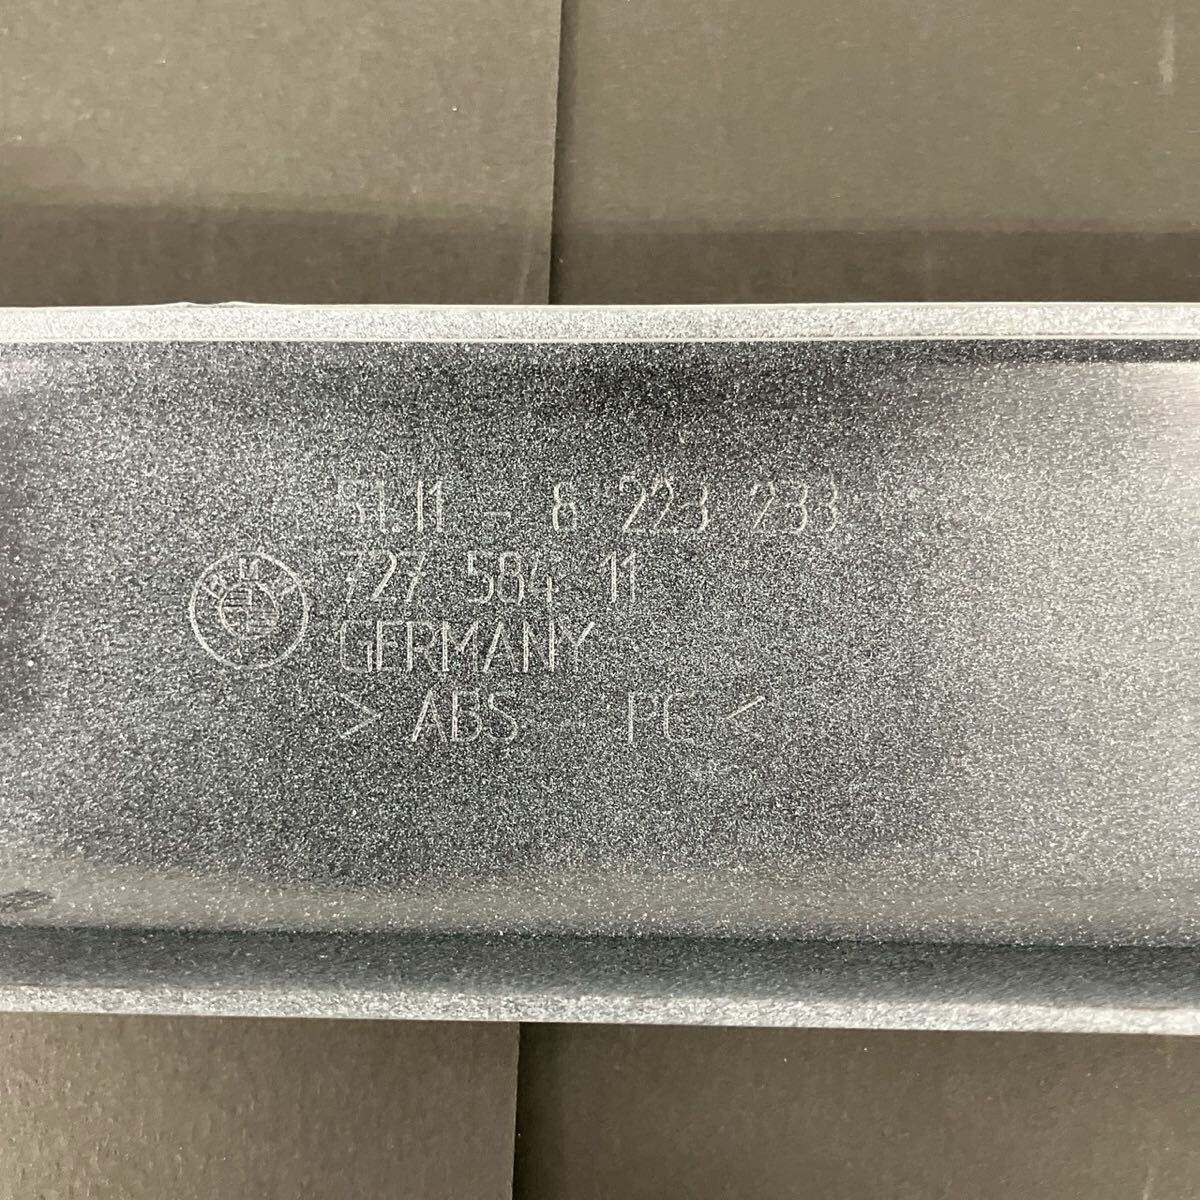 51.11 - 8 223 233
727 584 11
GERMANY
> ABS PC <